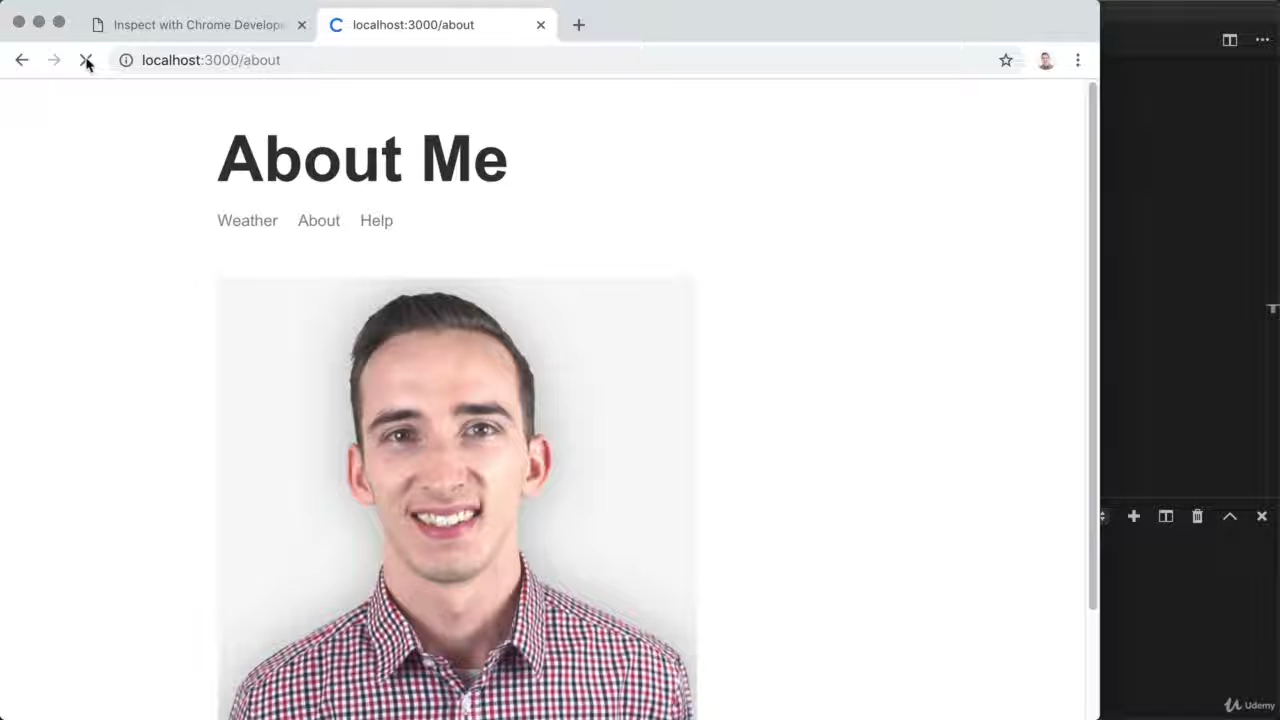 Inspect with Chrome Develop
localhost:3000/about
localhost:3000/about
About Me
Weather About Help
Udemy